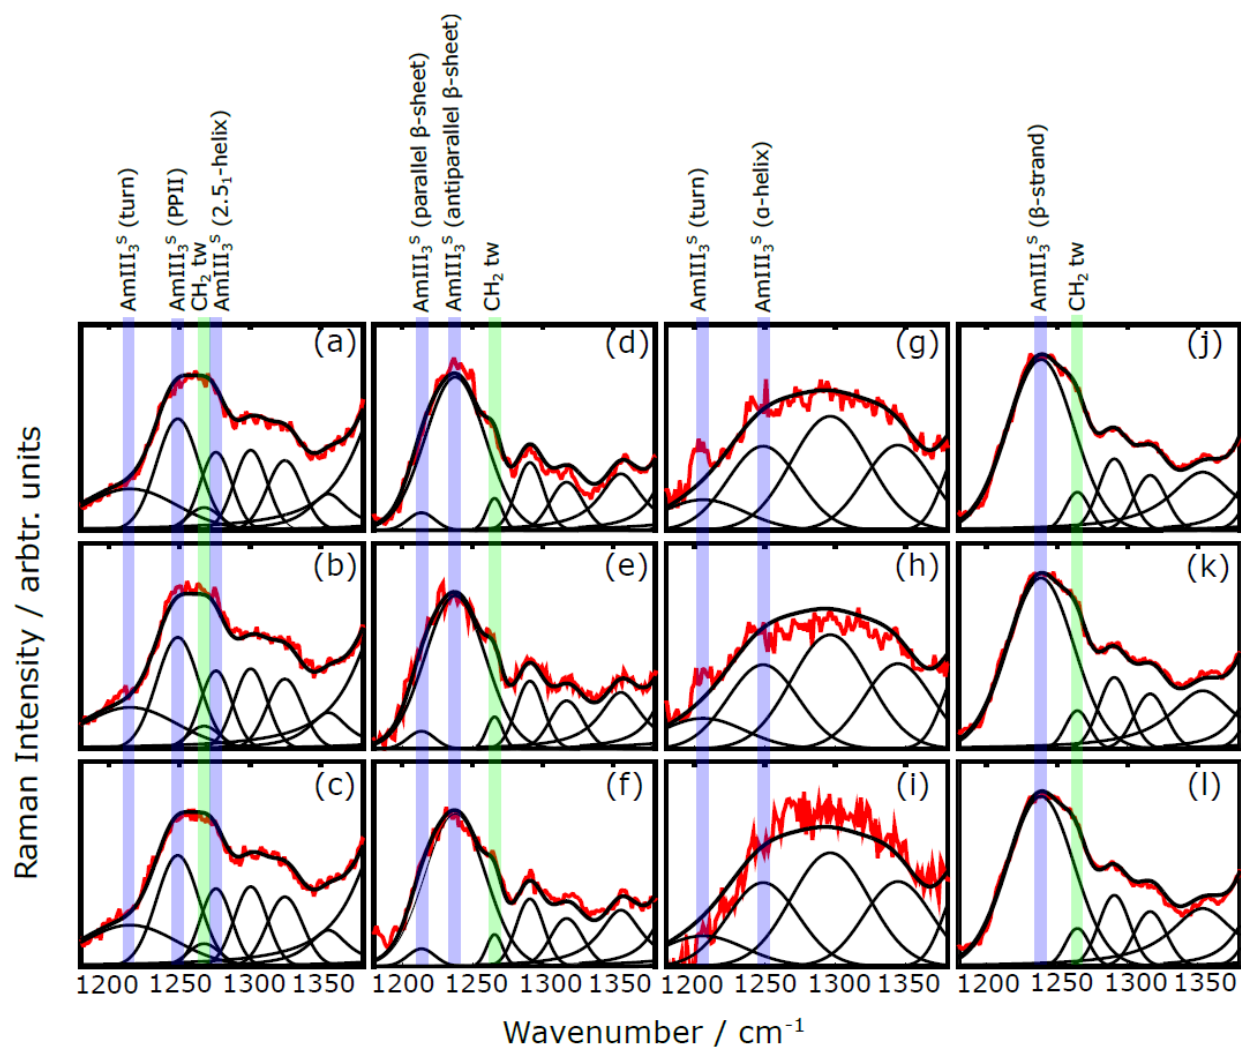 AmIII₃ˢ (turn)
AmIII₃ˢ (PPII)
CH₂ tw
AmIII₃ˢ (2.5₁-helix)
AmIII₃ˢ (parallel β-sheet)
AmIII₃ˢ (antiparallel β-sheet)
CH₂ tw
AmIII₃ˢ (turn)
AmIII₃ˢ (α-helix)
AmIII₃ˢ (β-strand)
CH₂ tw
(a)
(d)
(g)
(j)
(b)
(e)
(h)
(k)
(c)
(f)
(i)
(l)
Raman Intensity / arbtr. units
1200 1250 1300 1350
1200 1250 1300 1350
1200 1250 1300 1350
1200 1250 1300 1350
Wavenumber / cm⁻¹